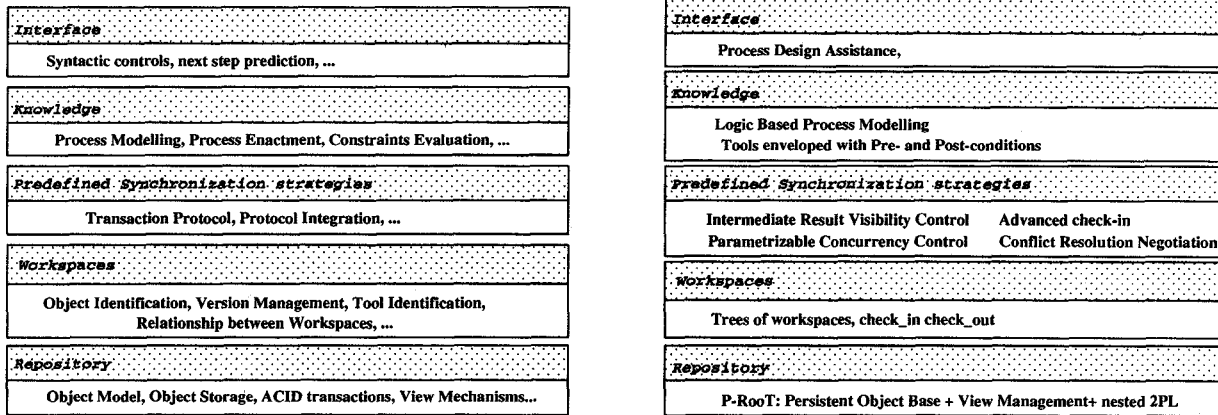 Interface
Syntactic controls, next step prediction, ...
Knowledge
Process Modelling, Process Enactment, Constraints Evaluation, ...
Predefined Synchronization strategies
Transaction Protocol, Protocol Integration, ...
Workspaces
Object Identification, Version Management, Tool Identification,
Relationship between Workspaces, ...
Repository
Object Model, Object Storage, ACID transactions, View Mechanisms...
Interface
Process Design Assistance,
Knowledge
Logic Based Process Modelling
Tools enveloped with Pre- and Post-conditions
Predefined Synchronization strategies
Intermediate Result Visibility Control Advanced check-in
Parametrizable Concurrency Control Conflict Resolution Negotiation
Workspaces
Trees of workspaces, check_in check_out
Repository
P-RooT: Persistent Object Base + View Management+ nested 2PL